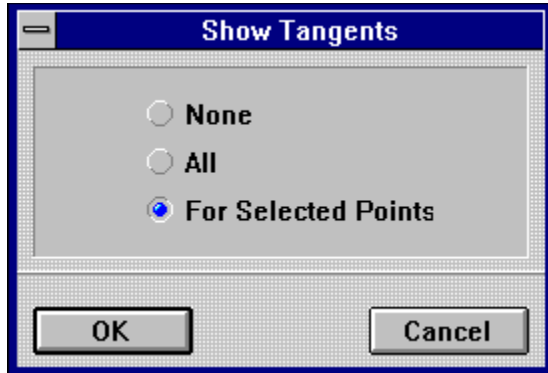 Show Tangents
None
All
For Selected Points
OK
Cancel